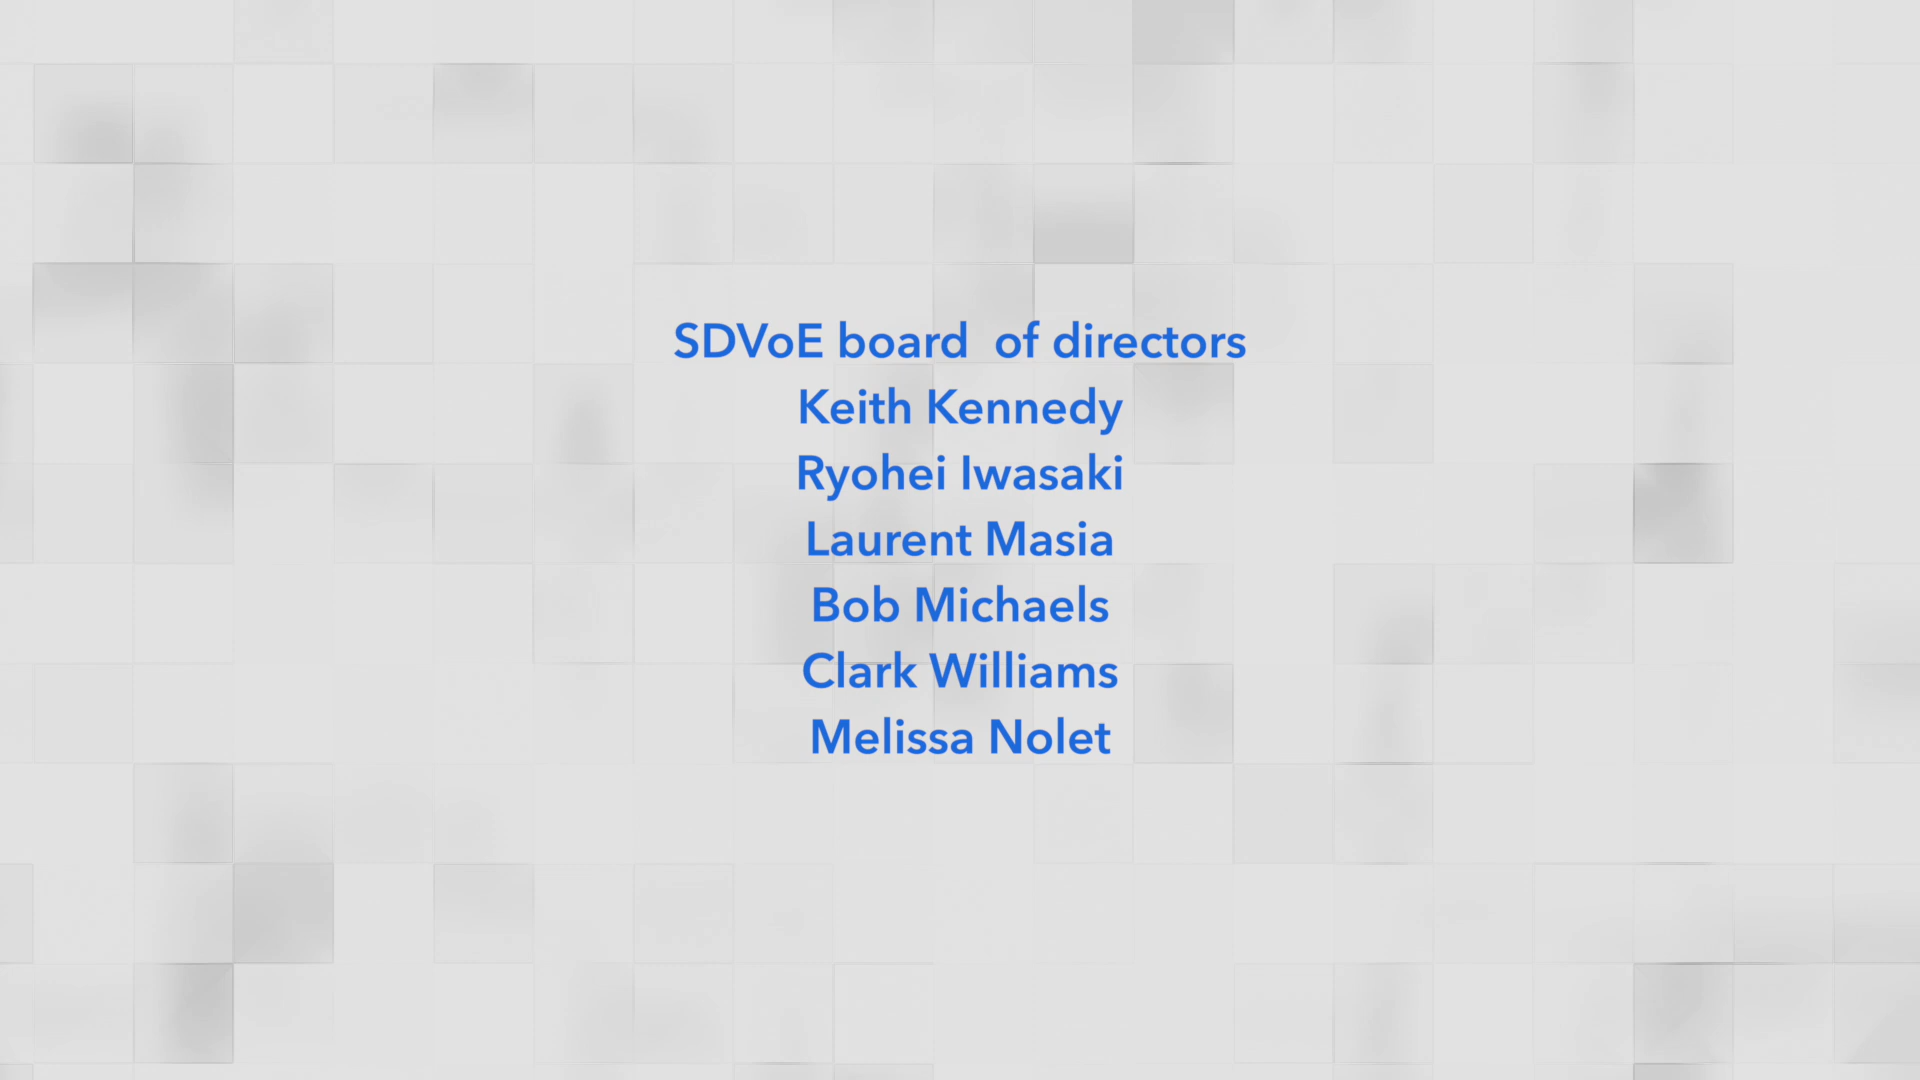 SDVoE board  of directors
Keith Kennedy
Ryohei Iwasaki
Laurent Masia
Bob Michaels
Clark Williams
Melissa Nolet